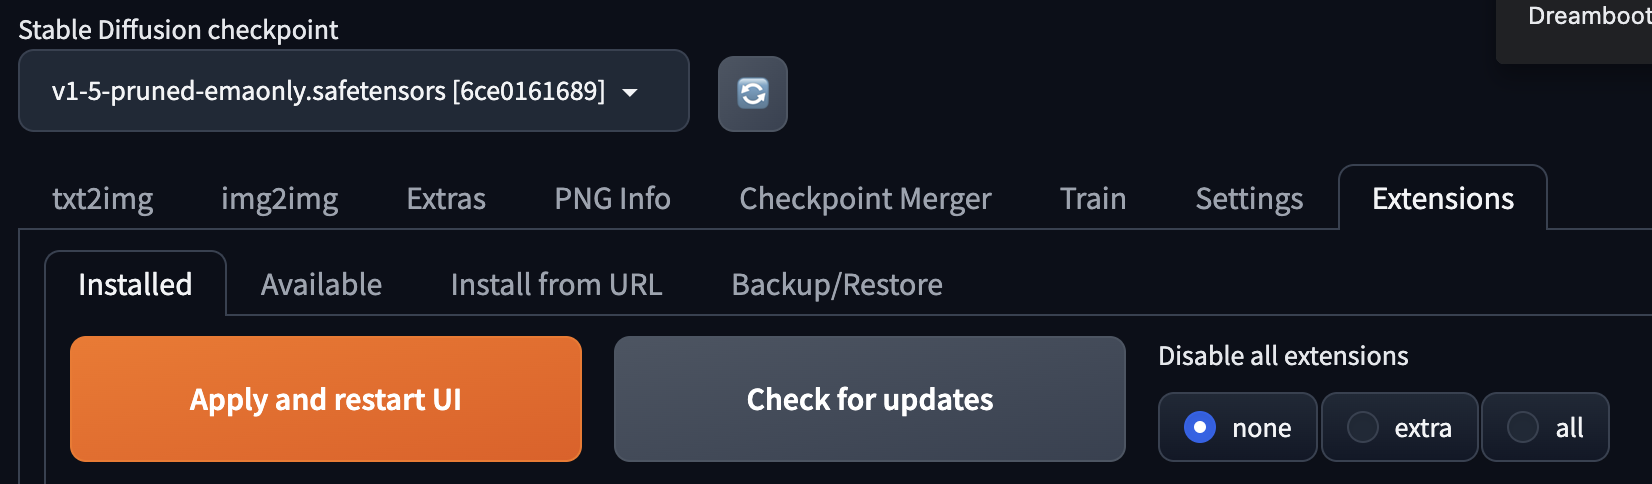 Stable Diffusion checkpoint
Dreamboot
v1-5-pruned-emaonly.safetensors [6ce0161689]
txt2img img2img Extras PNG Info Checkpoint Merger Train Settings Extensions
Installed Available Install from URL Backup/Restore
Apply and restart UI
Check for updates
Disable all extensions
none extra all